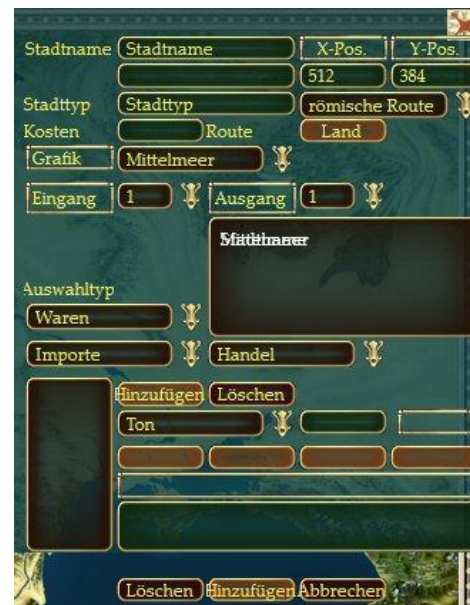 Stadtname Stadtname X-Pos. Y-Pos.
512 384
Stadttyp Stadttyp römische Route
Kosten Route Land
Grafik Mittelmeer
Eingang 1 Ausgang 1
Auswahltyp
Waren
Importe Handel
Hinzufügen Löschen
Ton
Löschen Hinzufügen Abbrechen